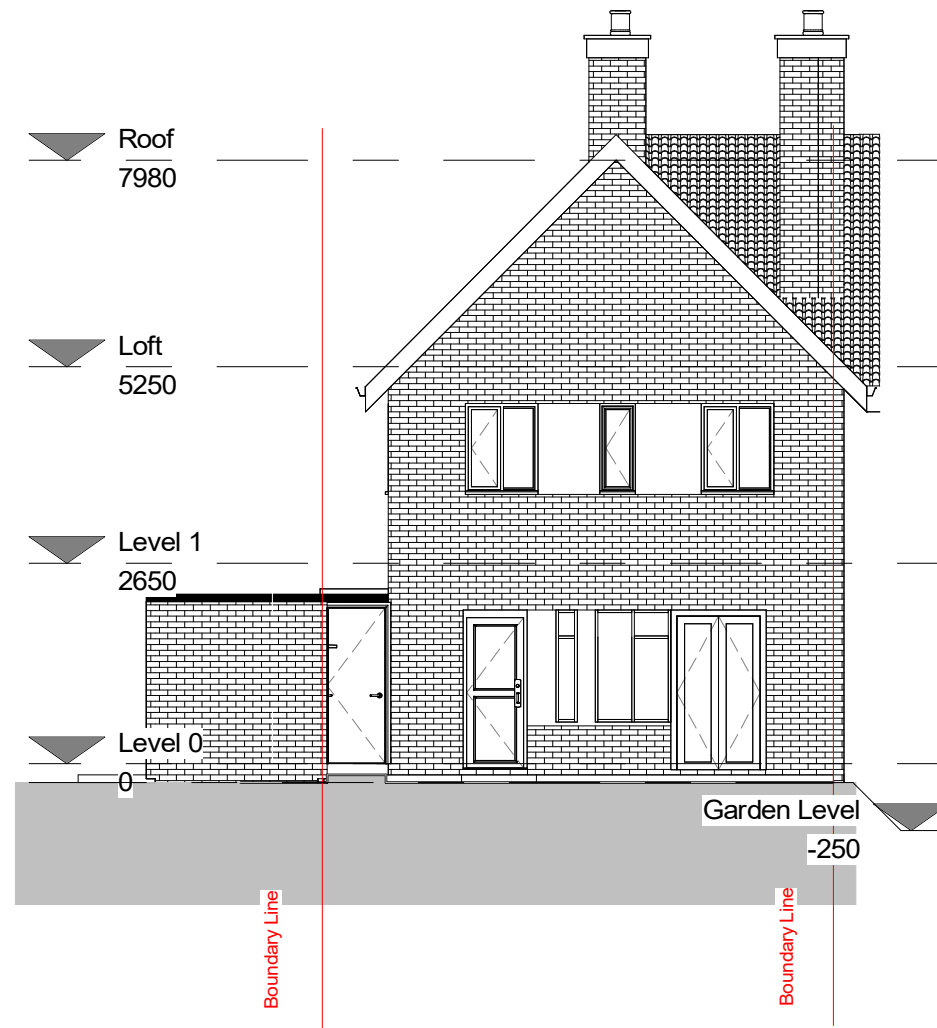 Roof
7980
Loft
5250
Level 1
2650
Level 0
0
Garden Level
-250
Boundary Line
Boundary Line